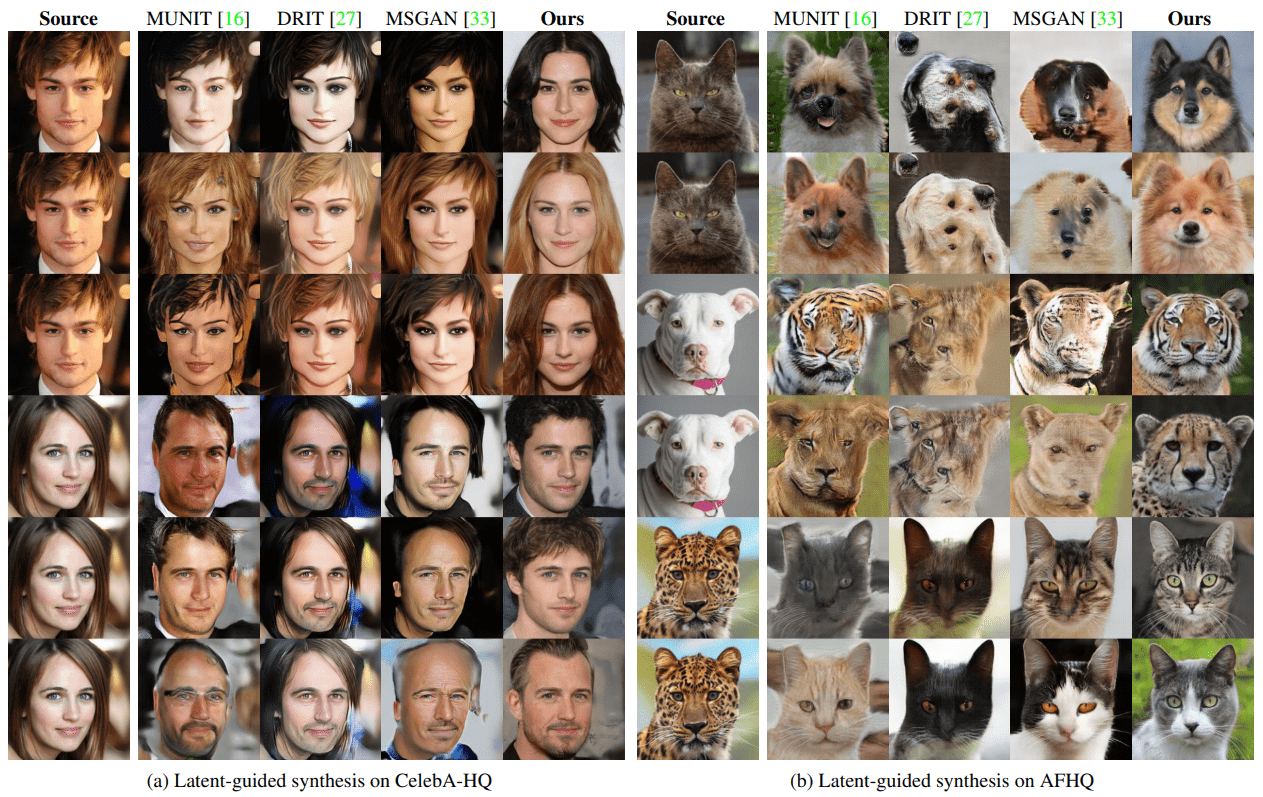 Source MUNIT [16] DRIT [27] MSGAN [33] Ours Source MUNIT [16] DRIT [27] MSGAN [33] Ours
(a) Latent-guided synthesis on CelebA-HQ (b) Latent-guided synthesis on AFHQ